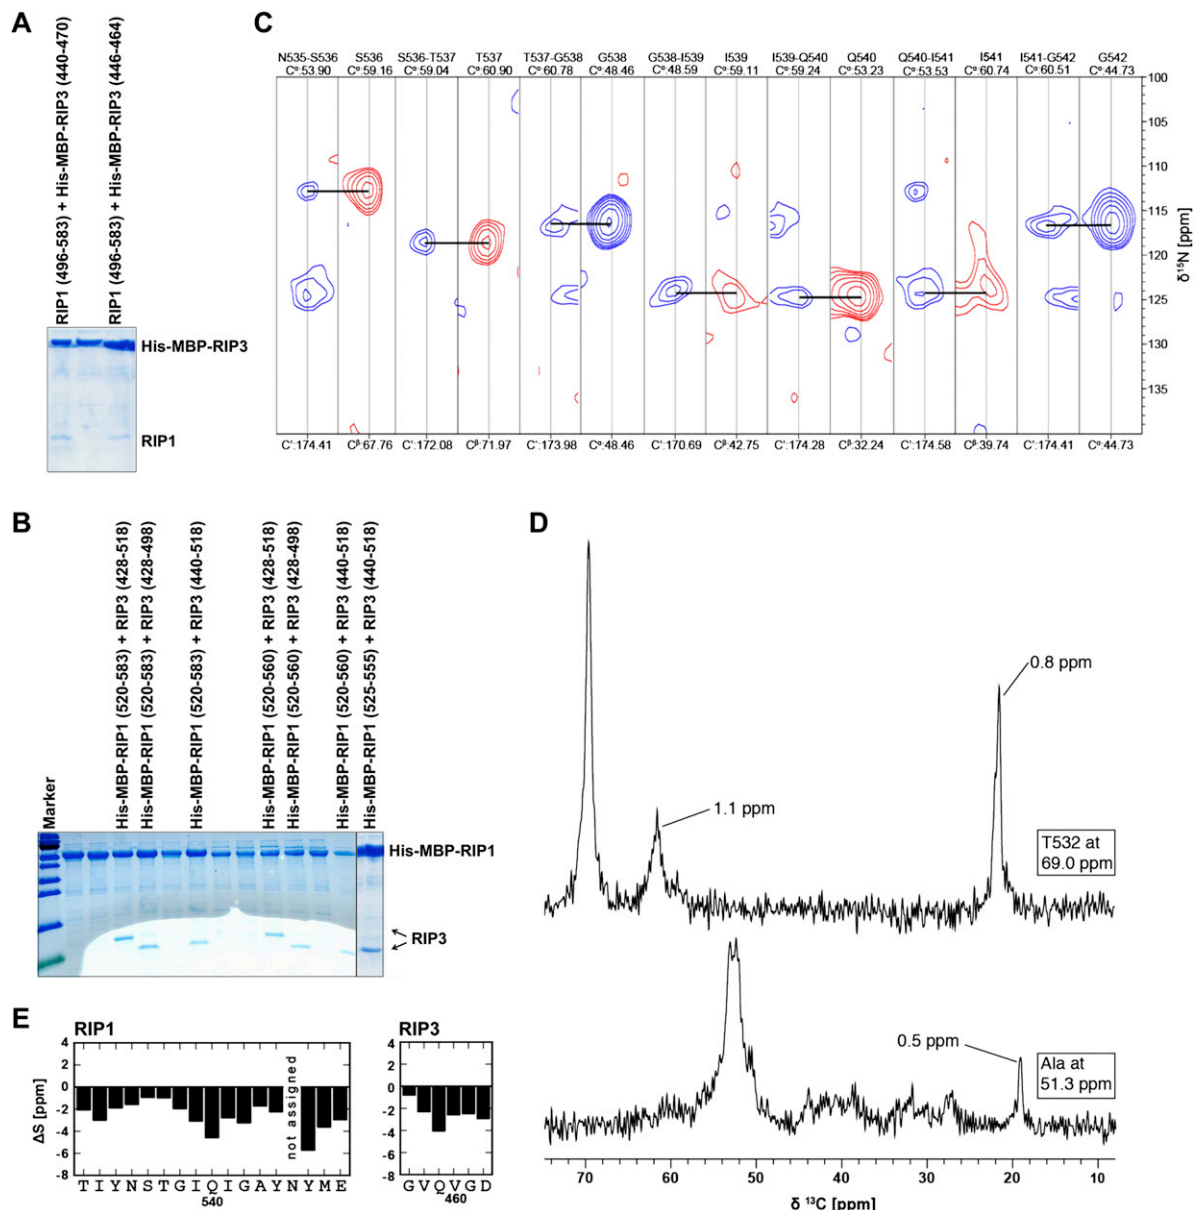 A
RIP1 (496-583) + His-MBP-RIP3 (440-470)
RIP1 (496-583) + His-MBP-RIP3 (446-464)
His-MBP-RIP3
RIP1
C
N535-S536 S536 S536-T537 T537 T537-G538 G538 G538-I539 I539 I539-Q540 Q540 Q540-I541 I541 I541-G542 G542
Cα:53.90 Cα:59.16 Cα:59.04 Cα:60.90 Cα:60.78 Cα:48.46 Cα:48.59 Cα:59.11 Cα:59.24 Cα:53.23 Cα:53.53 Cα:60.74 Cα:60.51 Cα:44.73
100
105
110
115
120
125
130
135
δ15N [ppm]
C':174.41 Cβ:67.76 C':172.08 Cβ:71.97 C':173.98 Cα:48.46 C':170.69 Cβ:42.75 C':174.28 Cβ:32.24 C':174.58 Cβ:39.74 C':174.41 Cα:44.73
B
Marker
His-MBP-RIP1 (520-583) + RIP3 (428-518)
His-MBP-RIP1 (520-583) + RIP3 (428-498)
His-MBP-RIP1 (520-583) + RIP3 (440-518)
His-MBP-RIP1 (520-560) + RIP3 (428-518)
His-MBP-RIP1 (520-560) + RIP3 (428-498)
His-MBP-RIP1 (520-560) + RIP3 (440-518)
His-MBP-RIP1 (525-555) + RIP3 (440-518)
His-MBP-RIP1
RIP3
D
0.8 ppm
1.1 ppm
T532 at
69.0 ppm
0.5 ppm
Ala at
51.3 ppm
70 60 50 40 30 20 10
δ 13C [ppm]
E
RIP1
4
2
0
-2
-4
-6
-8
ΔS [ppm]
not assigned
T I Y N S T G I Q I G A Y N Y M E
540
RIP3
4
2
0
-2
-4
-6
-8
G V Q V G D
460